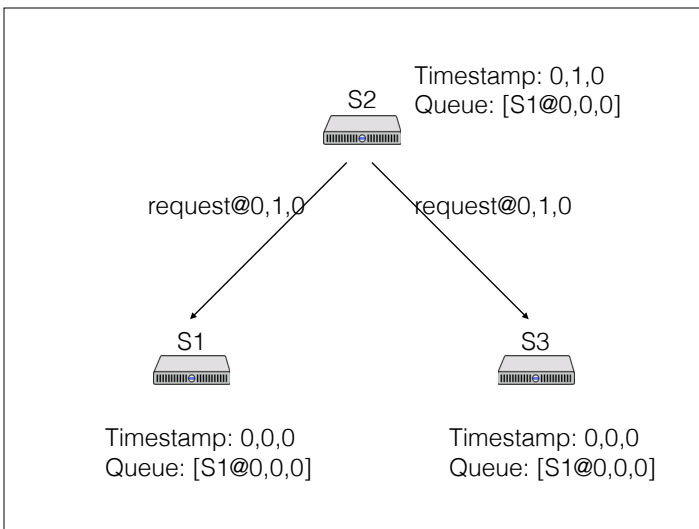 Timestamp: 0,1,0
S2
Queue: [S1@0,0,0]
request@0,1,0
request@0,1,0
S1
S3
Timestamp: 0,0,0
Queue: [S1@0,0,0]
Timestamp: 0,0,0
Queue: [S1@0,0,0]